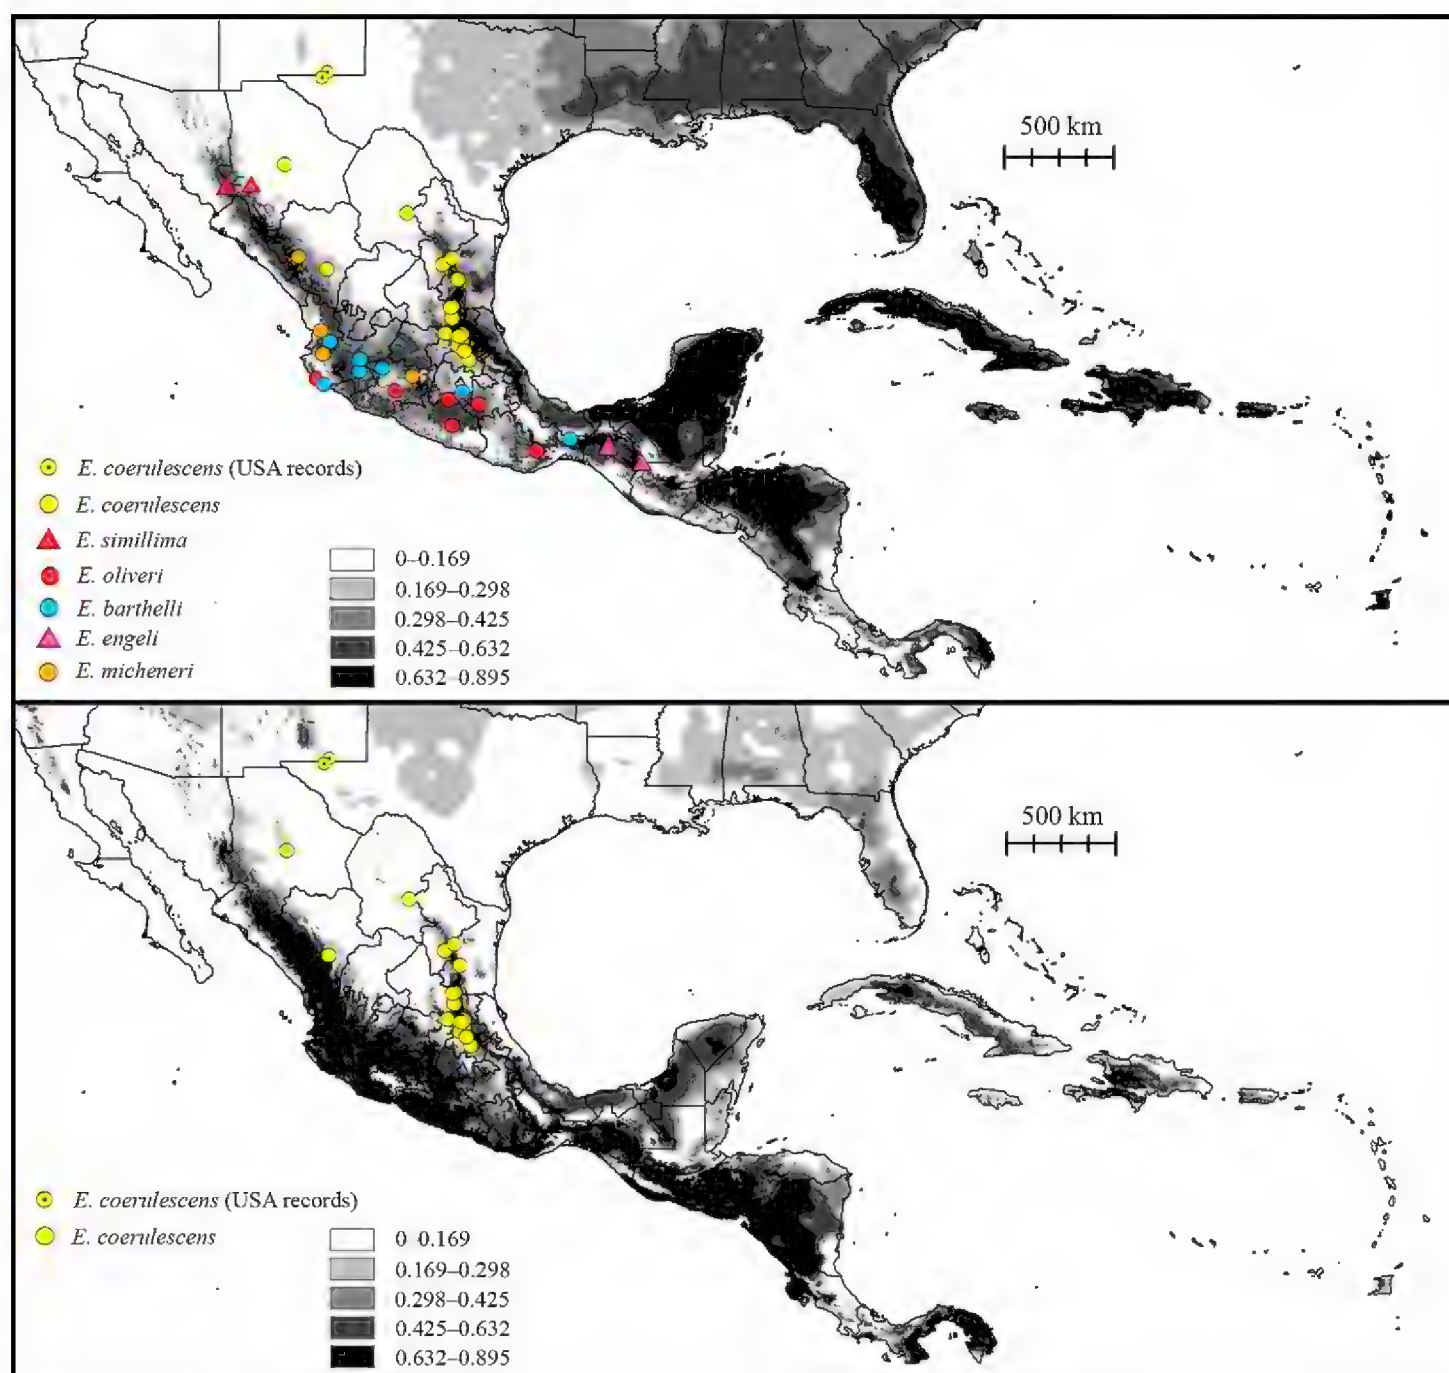 500 km
E. coerulescens (USA records)
E. coerulescens
E. simillima
E. oliveri
E. barthelli
E. engeli
E. micheneri
0–0.169
0.169–0.298
0.298–0.425
0.425–0.632
0.632–0.895
500 km
E. coerulescens (USA records)
E. coerulescens
0 0.169
0.169–0.298
0.298–0.425
0.425–0.632
0.632–0.895